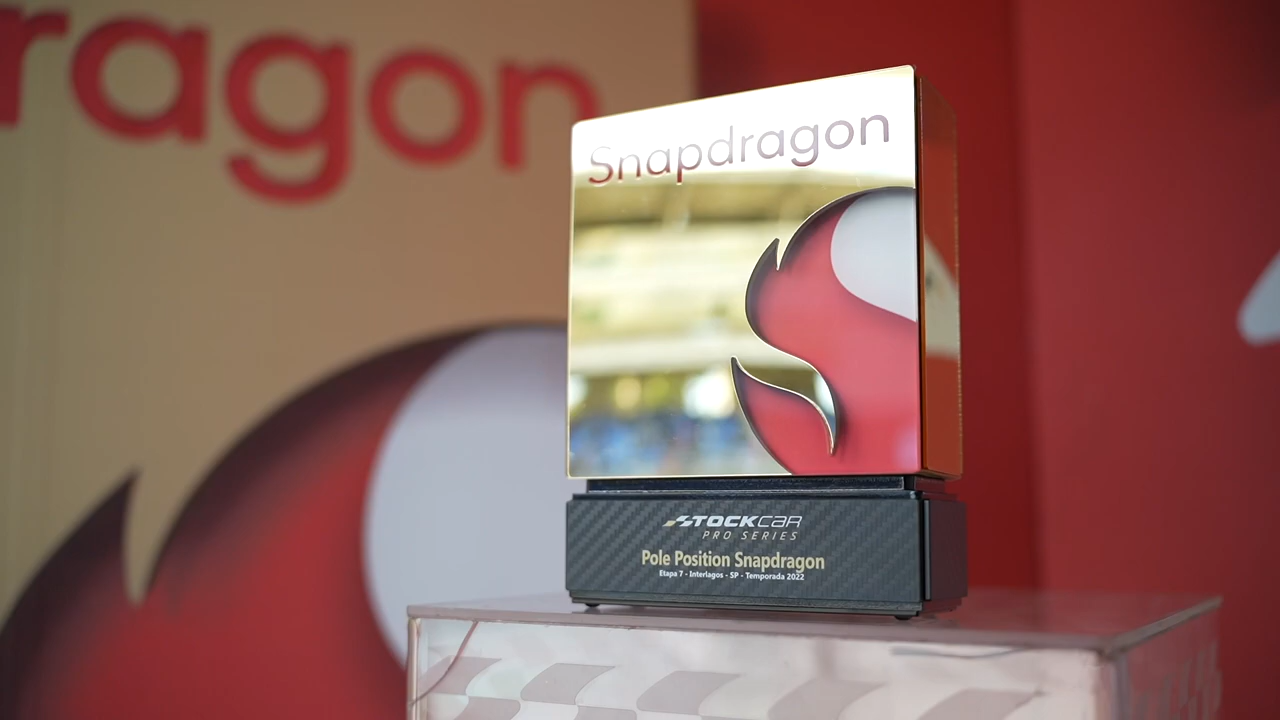 ragon
Snapdragon
STOCKCAR
PRO SERIES
Pole Position Snapdragon
Etapa 7 - Interlagos - SP - Temporada 2022